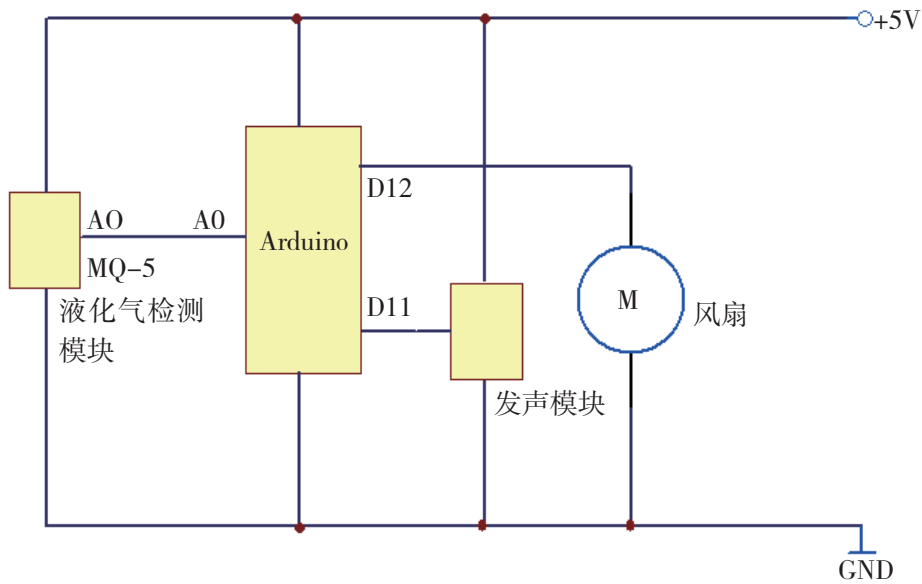 +5V
D12
AO
A0
Arduino
MQ-5
液化气检测
模块
D11
M
风扇
发声模块
GND